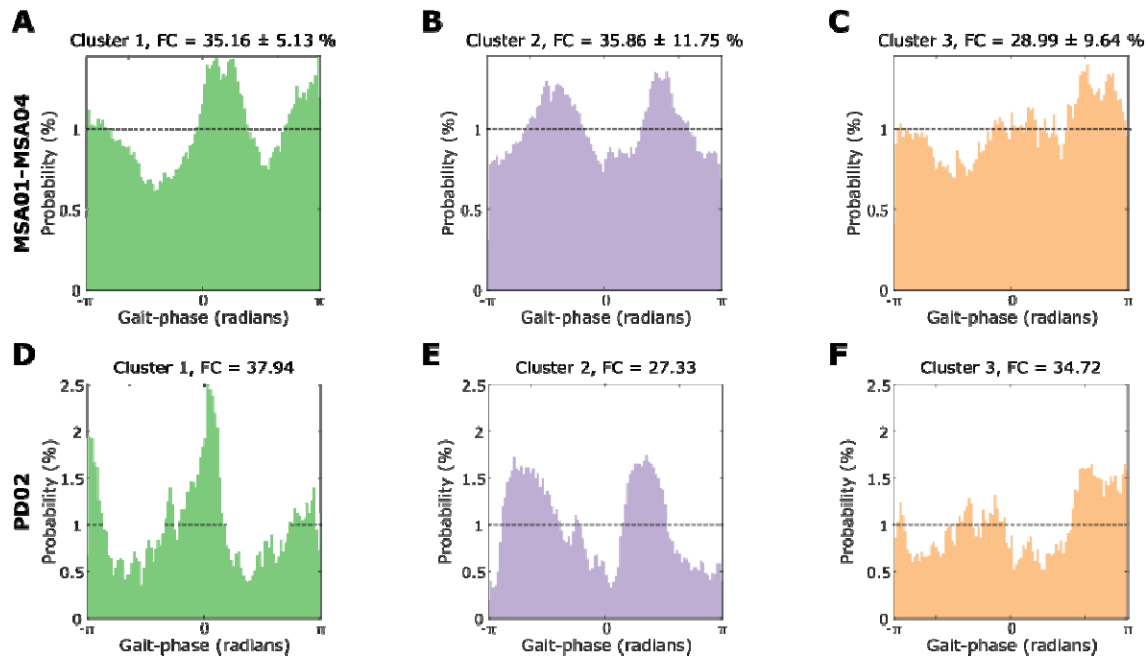 A
Cluster 1, FC = 35.16 ± 5.13 %
B
Cluster 2, FC = 35.86 ± 11.75 %
C
Cluster 3, FC = 28.99 ± 9.64 %
MSA01-MSA04
Probability (%)
1
0.5
0
-π
0
π
Gait-phase (radians)
Probability (%)
1
0.5
0
-π
0
π
Gait-phase (radians)
Probability (%)
1
0.5
0
-π
0
π
Gait-phase (radians)
D
Cluster 1, FC = 37.94
E
Cluster 2, FC = 27.33
F
Cluster 3, FC = 34.72
PD02
Probability (%)
2.5
2
1.5
1
0.5
0
-π
0
π
Gait-phase (radians)
Probability (%)
2.5
2
1.5
1
0.5
0
-π
0
π
Gait-phase (radians)
Probability (%)
2.5
2
1.5
1
0.5
0
-π
0
π
Gait-phase (radians)